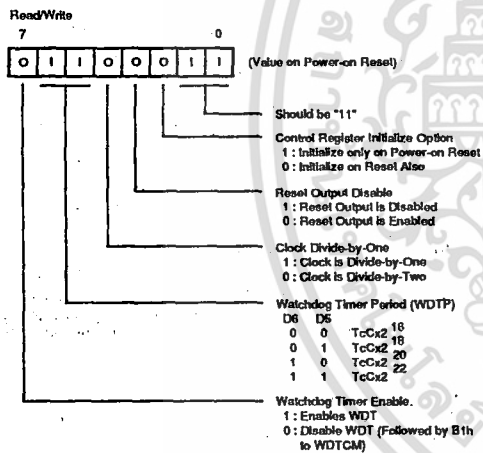 Read/Write
7 0
0 1 1 0 0 0 1 1 (Value on Power-on Reset)
Should be "11"
Control Register Initialize Option
1 : Initialize only on Power-on Reset
0 : Initialize on Reset Also
Reset Output Disable
1 : Reset Output is Disabled
0 : Reset Output is Enabled
Clock Divide-by-One
1 : Clock is Divide-by-One
0 : Clock is Divide-by-Two
Watchdog Timer Period (WDTP)
D6 D5
0 0 TcCx2 16
0 1 TcCx2 18
1 0 TcCx2 20
1 1 TcCx2 22
Watchdog Timer Enable.
1 : Enables WDT
0 : Disable WDT (Followed by B1h
to WDTCM)